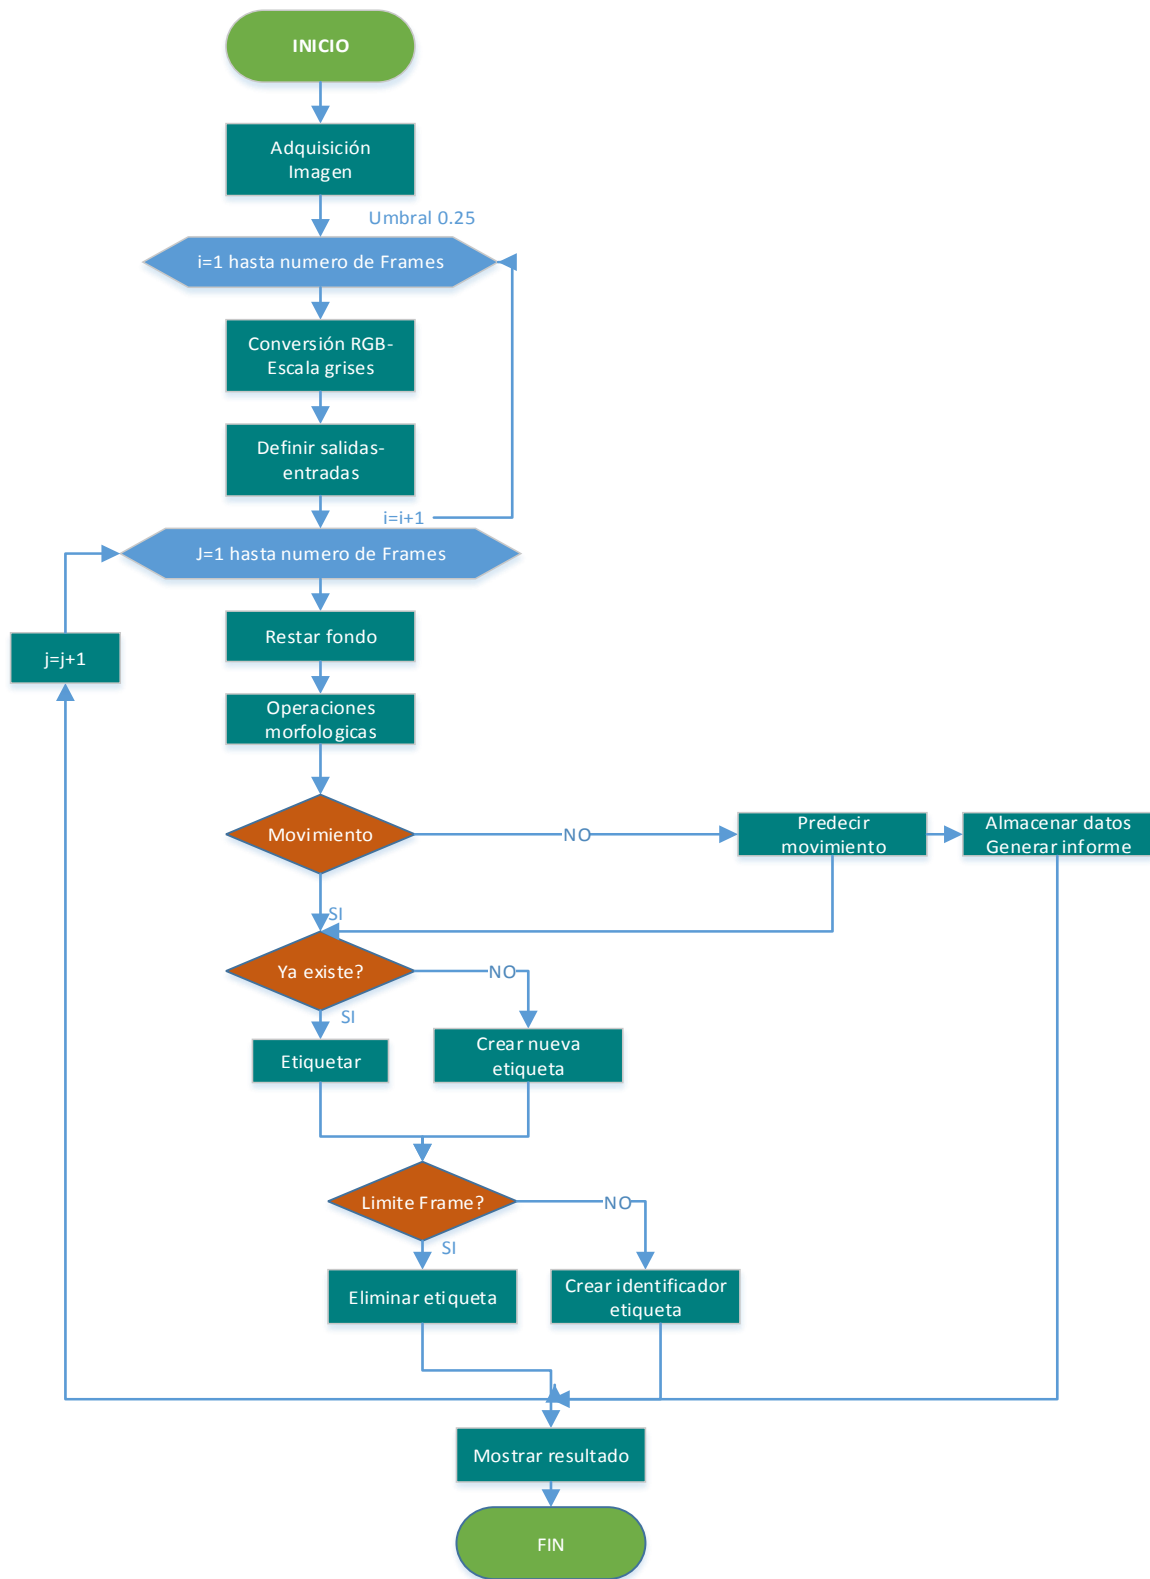 INICIO
Adquisición
Imagen
Umbral 0.25
i=1 hasta numero de Frames
Conversión RGB-
Escala grises
Definir salidas-
entradas
i=i+1
J=1 hasta numero de Frames
Restar fondo
j=j+1
Operaciones
morfologicas
Movimiento
NO
Predecir
movimiento
Almacenar datos
Generar informe
SI
Ya existe?
NO
SI
Etiquetar
Crear nueva
etiqueta
Limite Frame?
NO
SI
Eliminar etiqueta
Crear identificador
etiqueta
Mostrar resultado
FIN